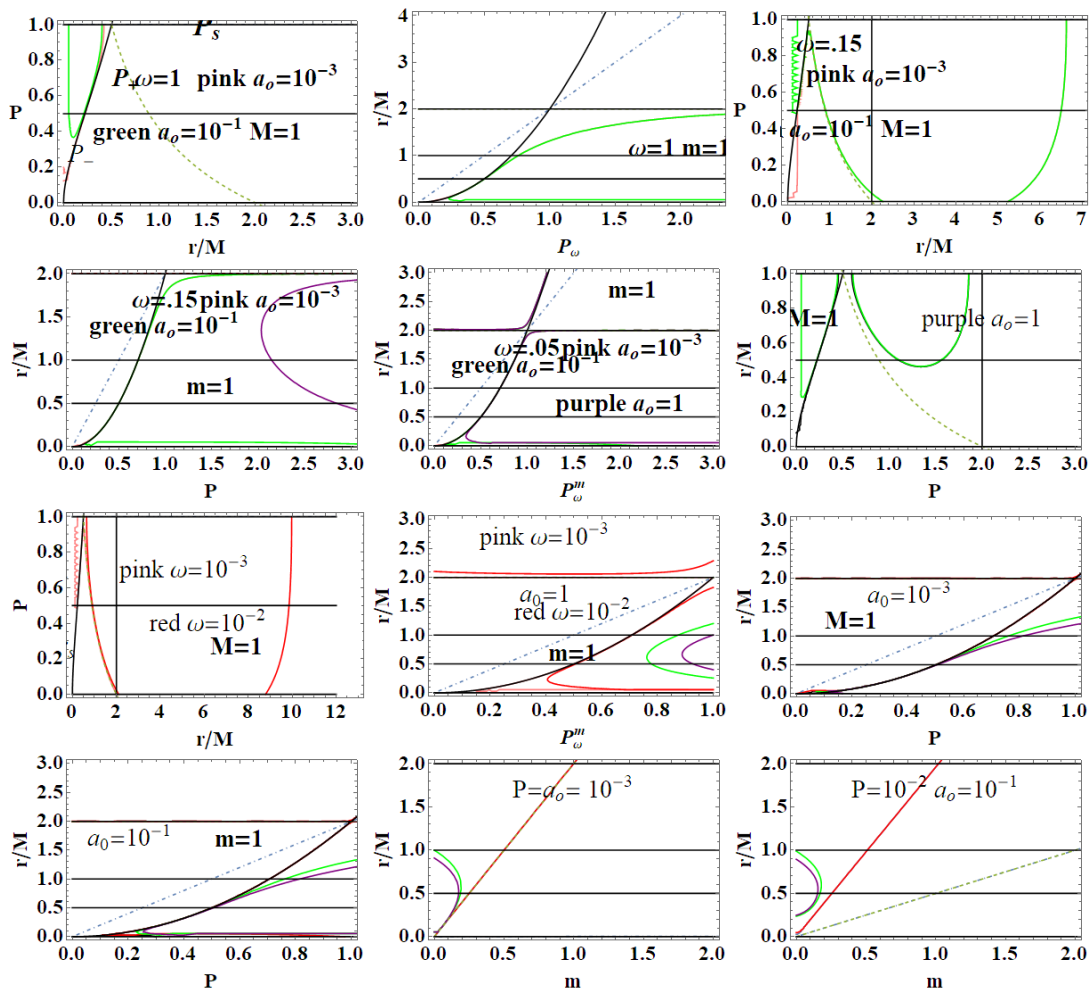 P_s
P_+ ω=1 pink a_o=10^{-3}
green a_o=10^{-1} M=1
P_-
P
1.0
0.8
0.6
0.4
0.2
0.0
0.0 0.5 1.0 1.5 2.0 2.5 3.0
r/M
r/M
4
3
2
1
0
ω=1 m=1
0.0 0.5 1.0 1.5 2.0
P_ω
P
1.0
0.8
0.6
0.4
0.2
0.0
ω=.15
pink a_o=10^{-3}
a_o=10^{-1} M=1
0 1 2 3 4 5 6 7
r/M
r/M
2.0
1.5
1.0
0.5
0.0
ω=.15 pink a_o=10^{-3}
green a_o=10^{-1}
m=1
0.0 0.5 1.0 1.5 2.0 2.5 3.0
P
r/M
3.0
2.5
2.0
1.5
1.0
0.5
0.0
m=1
ω=.05 pink a_o=10^{-3}
green a_o=10^{-1}
purple a_o=1
0.0 0.5 1.0 1.5 2.0 2.5 3.0
P_ω^m
r/M
1.0
0.8
0.6
0.4
0.2
0.0
M=1
purple a_o=1
0.0 0.5 1.0 1.5 2.0 2.5 3.0
P
P
1.0
0.8
0.6
0.4
0.2
0.0
pink ω=10^{-3}
red ω=10^{-2}
M=1
0 2 4 6 8 10 12
r/M
r/M
3.0
2.5
2.0
1.5
1.0
0.5
0.0
pink ω=10^{-3}
a_0=1
red ω=10^{-2}
m=1
0.0 0.2 0.4 0.6 0.8 1.0
P_ω^m
r/M
3.0
2.5
2.0
1.5
1.0
0.5
0.0
a_0=10^{-3}
M=1
0.0 0.2 0.4 0.6 0.8 1.0
P
r/M
3.0
2.5
2.0
1.5
1.0
0.5
0.0
a_0=10^{-1} m=1
0.0 0.2 0.4 0.6 0.8 1.0
P
r/M
2.0
1.5
1.0
0.5
0.0
P=a_o= 10^{-3}
0.0 0.5 1.0 1.5 2.0
m
r/M
2.0
1.5
1.0
0.5
0.0
P=10^{-2} a_o=10^{-1}
0.0 0.5 1.0 1.5 2.0
m